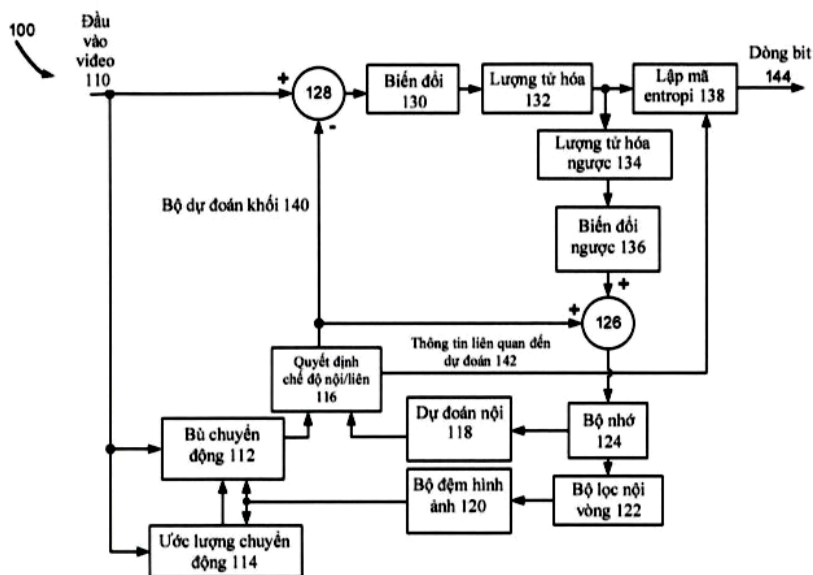 100
Đầu
vào
video
110
+
128
-
Biến đổi
130
Lượng tử hóa
132
Lập mã
entropi 138
Dòng bit
144
Lượng tử hóa
ngược 134
Bộ dự đoán khối 140
Biến đổi
ngược 136
+
+
126
Thông tin liên quan đến
dự đoán 142
Quyết định
chế độ nội/liên
116
Dự đoán nội
118
Bộ nhớ
124
Bù chuyển
động 112
Bộ đệm hình
ảnh 120
Bộ lọc nội
vòng 122
Ước lượng chuyển
động 114